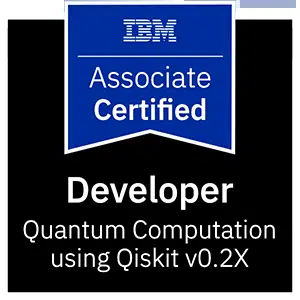 IBM
Associate
Certified
Developer
Quantum Computation
using Qiskit v0.2X